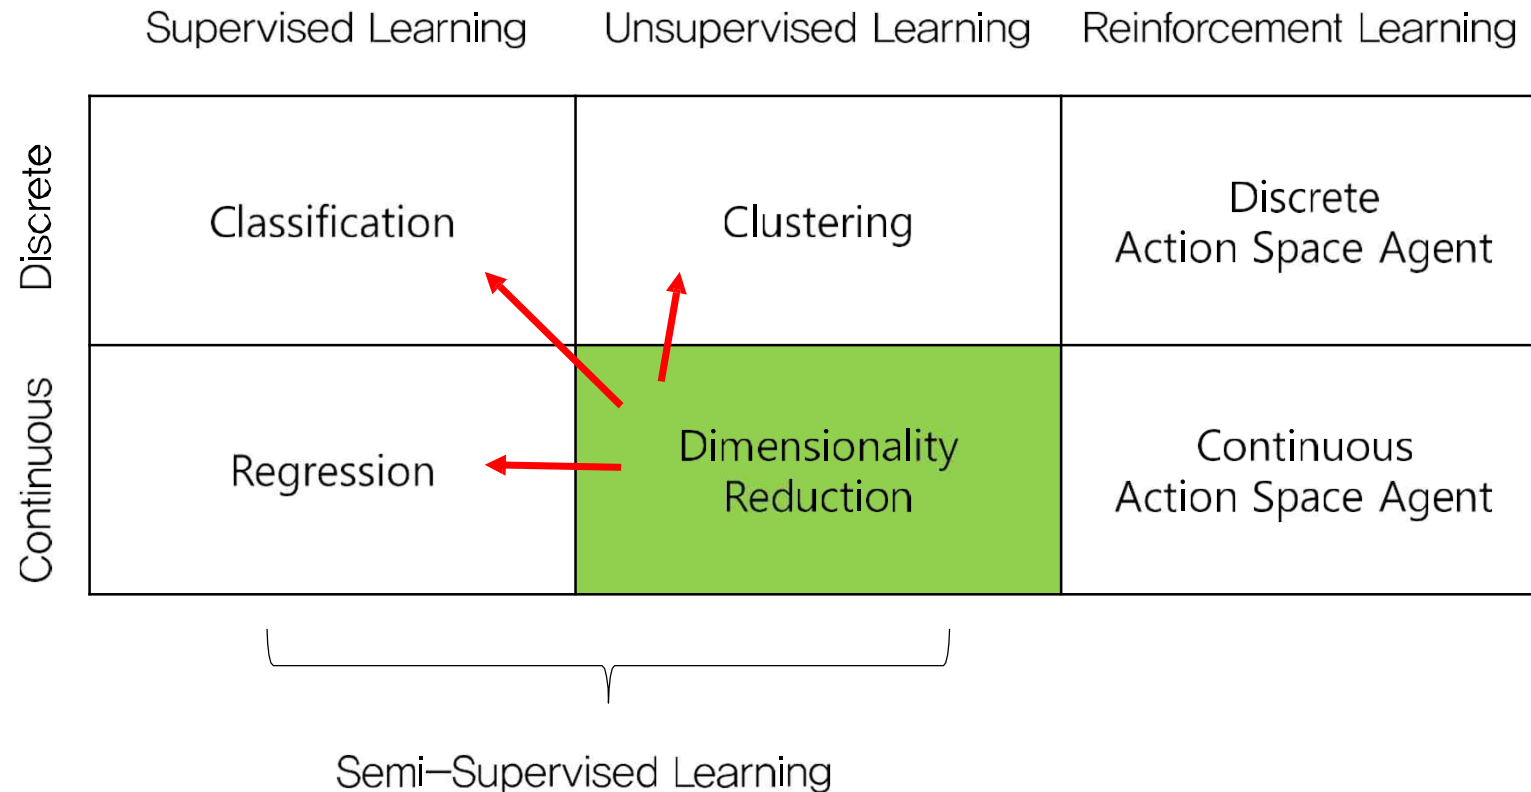 Supervised Learning
Unsupervised Learning
Reinforcement Learning
Discrete
Classification
Clustering
Discrete
Action Space Agent
Continuous
Regression
Dimensionality
Reduction
Continuous
Action Space Agent
Semi-Supervised Learning